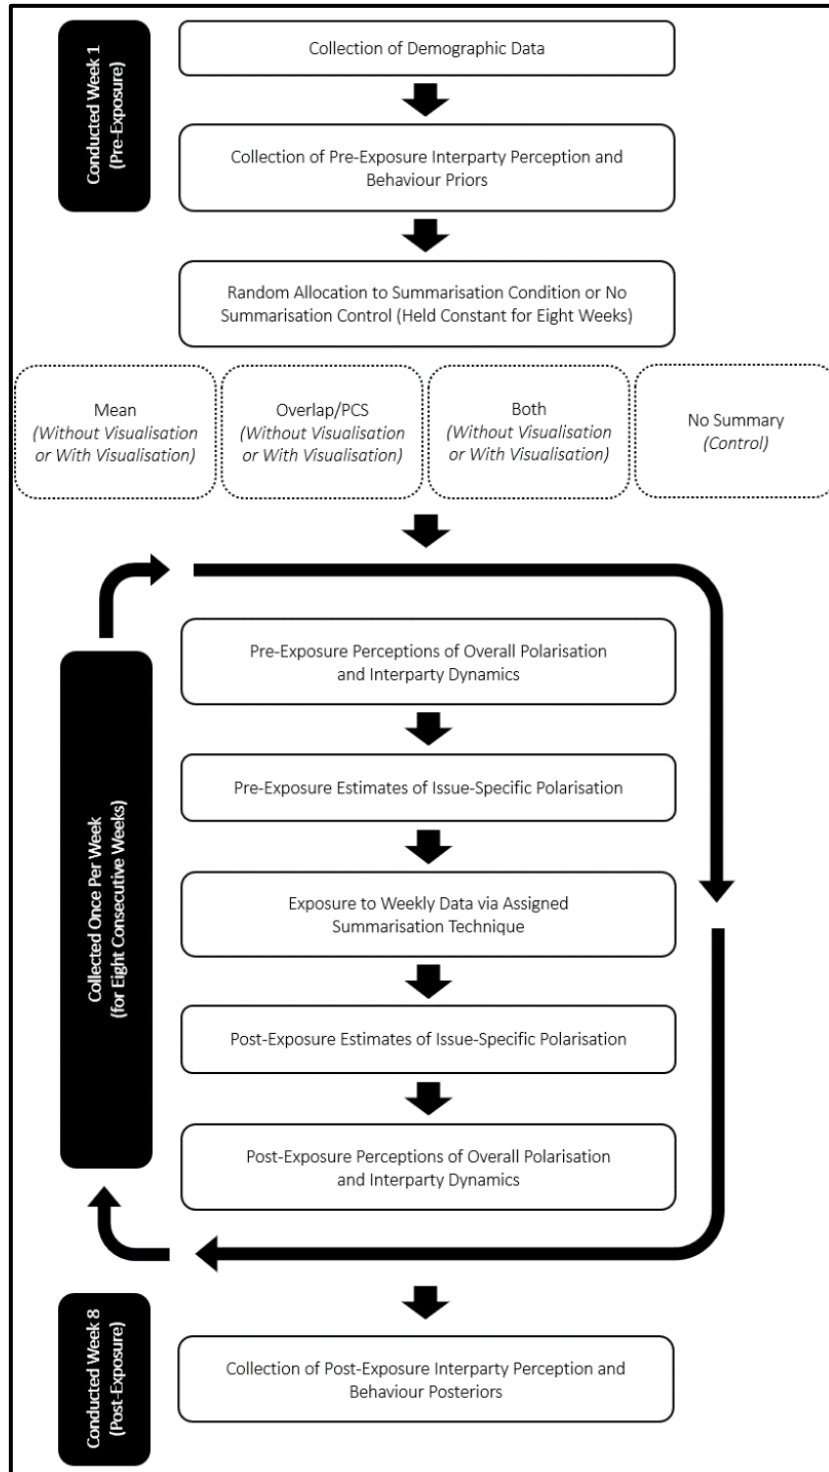 Conducted Week 1
(Pre-Exposure)
Collection of Demographic Data
Collection of Pre-Exposure Interparty Perception and
Behaviour Priors
Random Allocation to Summarisation Condition or No
Summarisation Control (Held Constant for Eight Weeks)
Mean
(Without Visualisation
or With Visualisation)
Overlap/PCS
(Without Visualisation
or With Visualisation)
Both
(Without Visualisation
or With Visualisation)
No Summary
(Control)
Collected Once Per Week
(for Eight Consecutive Weeks)
Pre-Exposure Perceptions of Overall Polarisation
and Interparty Dynamics
Pre-Exposure Estimates of Issue-Specific Polarisation
Exposure to Weekly Data via Assigned
Summarisation Technique
Post-Exposure Estimates of Issue-Specific Polarisation
Post-Exposure Perceptions of Overall Polarisation
and Interparty Dynamics
Conducted Week 8
(Post-Exposure)
Collection of Post-Exposure Interparty Perception and
Behaviour Posteriors